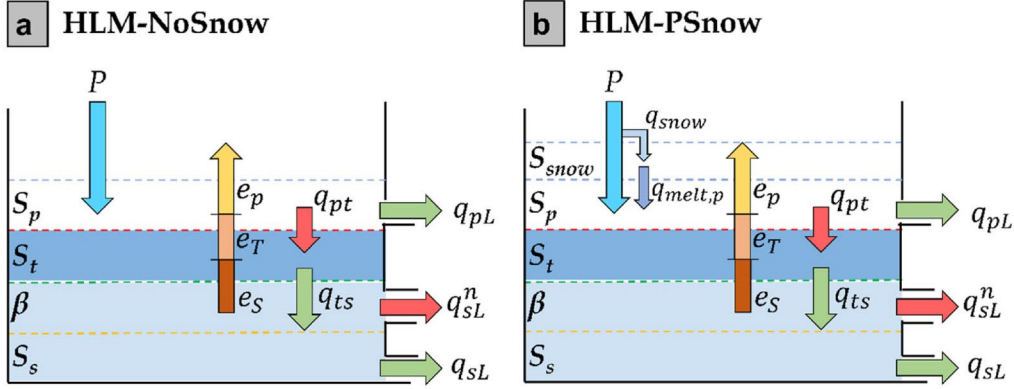 a HLM-NoSnow
P
S_p
e_p
q_pt
q_pL
S_t
e_T
β
e_S
q_ts
q_sL^n
S_s
q_sL
b HLM-PSnow
P
q_snow
S_snow
q_melt,p
S_p
e_p
q_pt
q_pL
S_t
e_T
β
e_S
q_ts
q_sL^n
S_s
q_sL